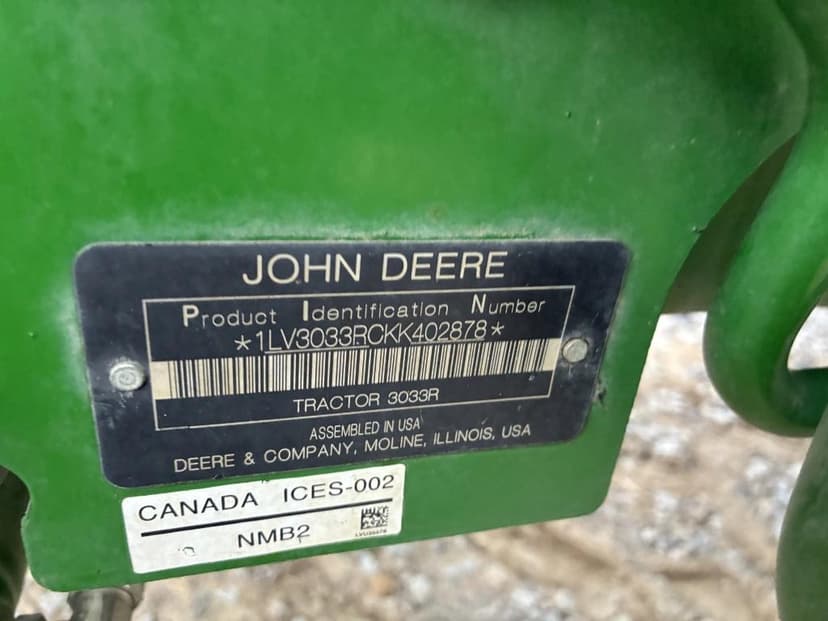 JOHN DEERE
Product Identification Number
*1LV3033RCKK402878*
TRACTOR 3033R
ASSEMBLED IN USA
DEERE & COMPANY, MOLINE, ILLINOIS, USA
CANADA ICES-002
NMB2